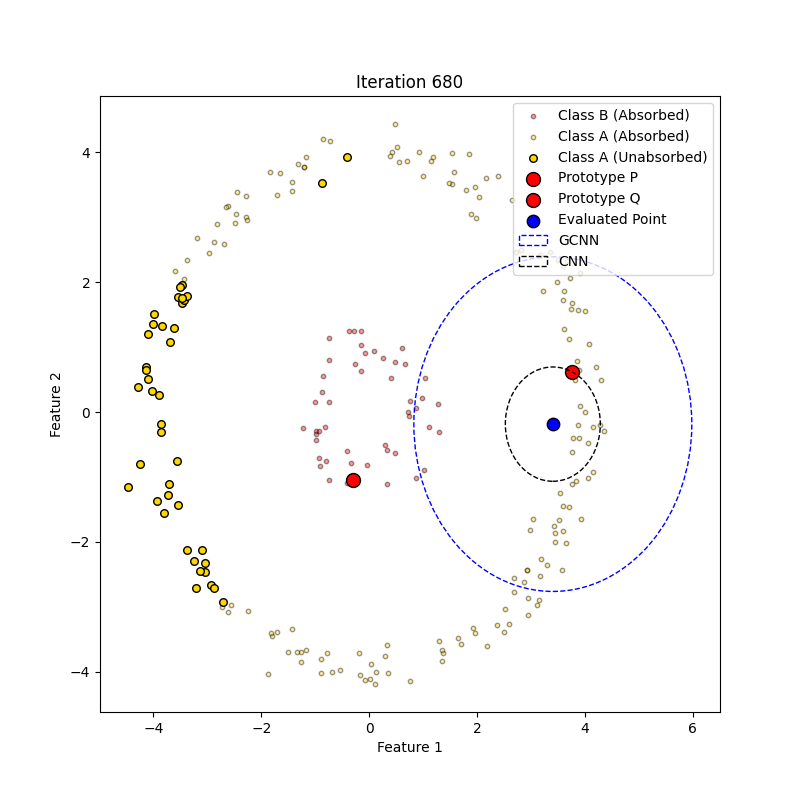 Iteration 680
Class B (Absorbed)
Class A (Absorbed)
Class A (Unabsorbed)
Prototype P
Prototype Q
Evaluated Point
GCNN
CNN
4
2
0
−2
−4
Feature 2
−4
−2
0
2
4
6
Feature 1